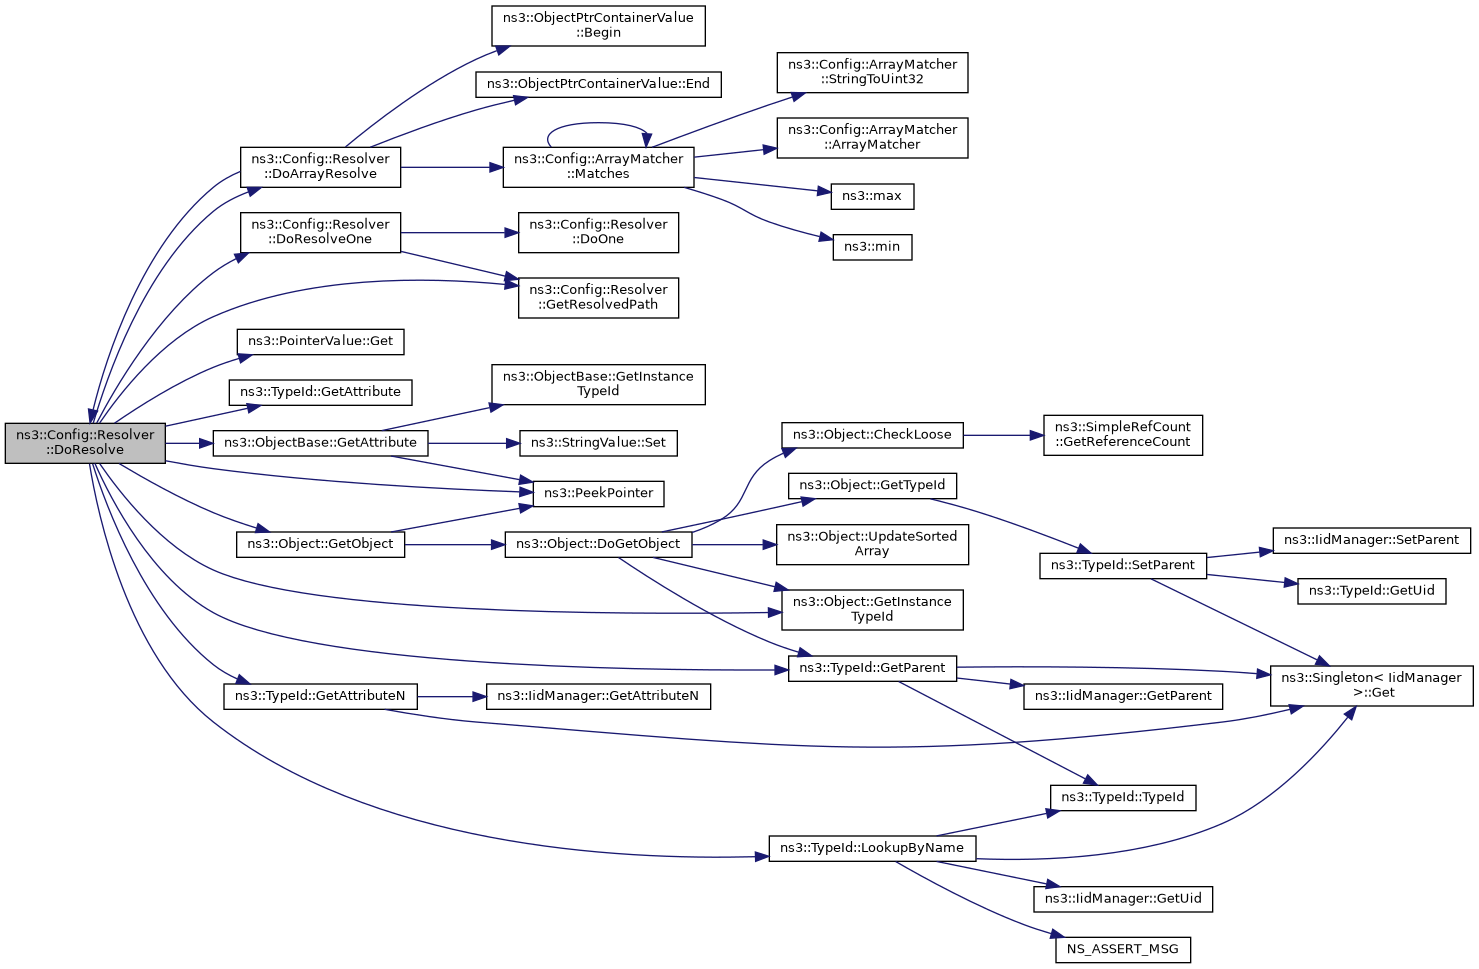 ns3::ObjectPtrContainerValue
::Begin
ns3::ObjectPtrContainerValue::End
ns3::Config::ArrayMatcher
::StringToUint32
ns3::Config::ArrayMatcher
::ArrayMatcher
ns3::Config::Resolver
::DoArrayResolve
ns3::Config::ArrayMatcher
::Matches
ns3::max
ns3::min
ns3::Config::Resolver
::DoResolveOne
ns3::Config::Resolver
::DoOne
ns3::Config::Resolver
::GetResolvedPath
ns3::PointerValue::Get
ns3::TypeId::GetAttribute
ns3::ObjectBase::GetInstance
TypeId
ns3::Config::Resolver
::DoResolve
ns3::ObjectBase::GetAttribute
ns3::StringValue::Set
ns3::Object::CheckLoose
ns3::SimpleRefCount
::GetReferenceCount
ns3::PeekPointer
ns3::Object::GetTypeId
ns3::Object::GetObject
ns3::Object::DoGetObject
ns3::Object::UpdateSorted
Array
ns3::TypeId::SetParent
ns3::IidManager::SetParent
ns3::TypeId::GetUid
ns3::Object::GetInstance
TypeId
ns3::TypeId::GetParent
ns3::Singleton< IidManager
>::Get
ns3::TypeId::GetAttributeN
ns3::IidManager::GetAttributeN
ns3::IidManager::GetParent
ns3::TypeId::TypeId
ns3::TypeId::LookupByName
ns3::IidManager::GetUid
NS_ASSERT_MSG